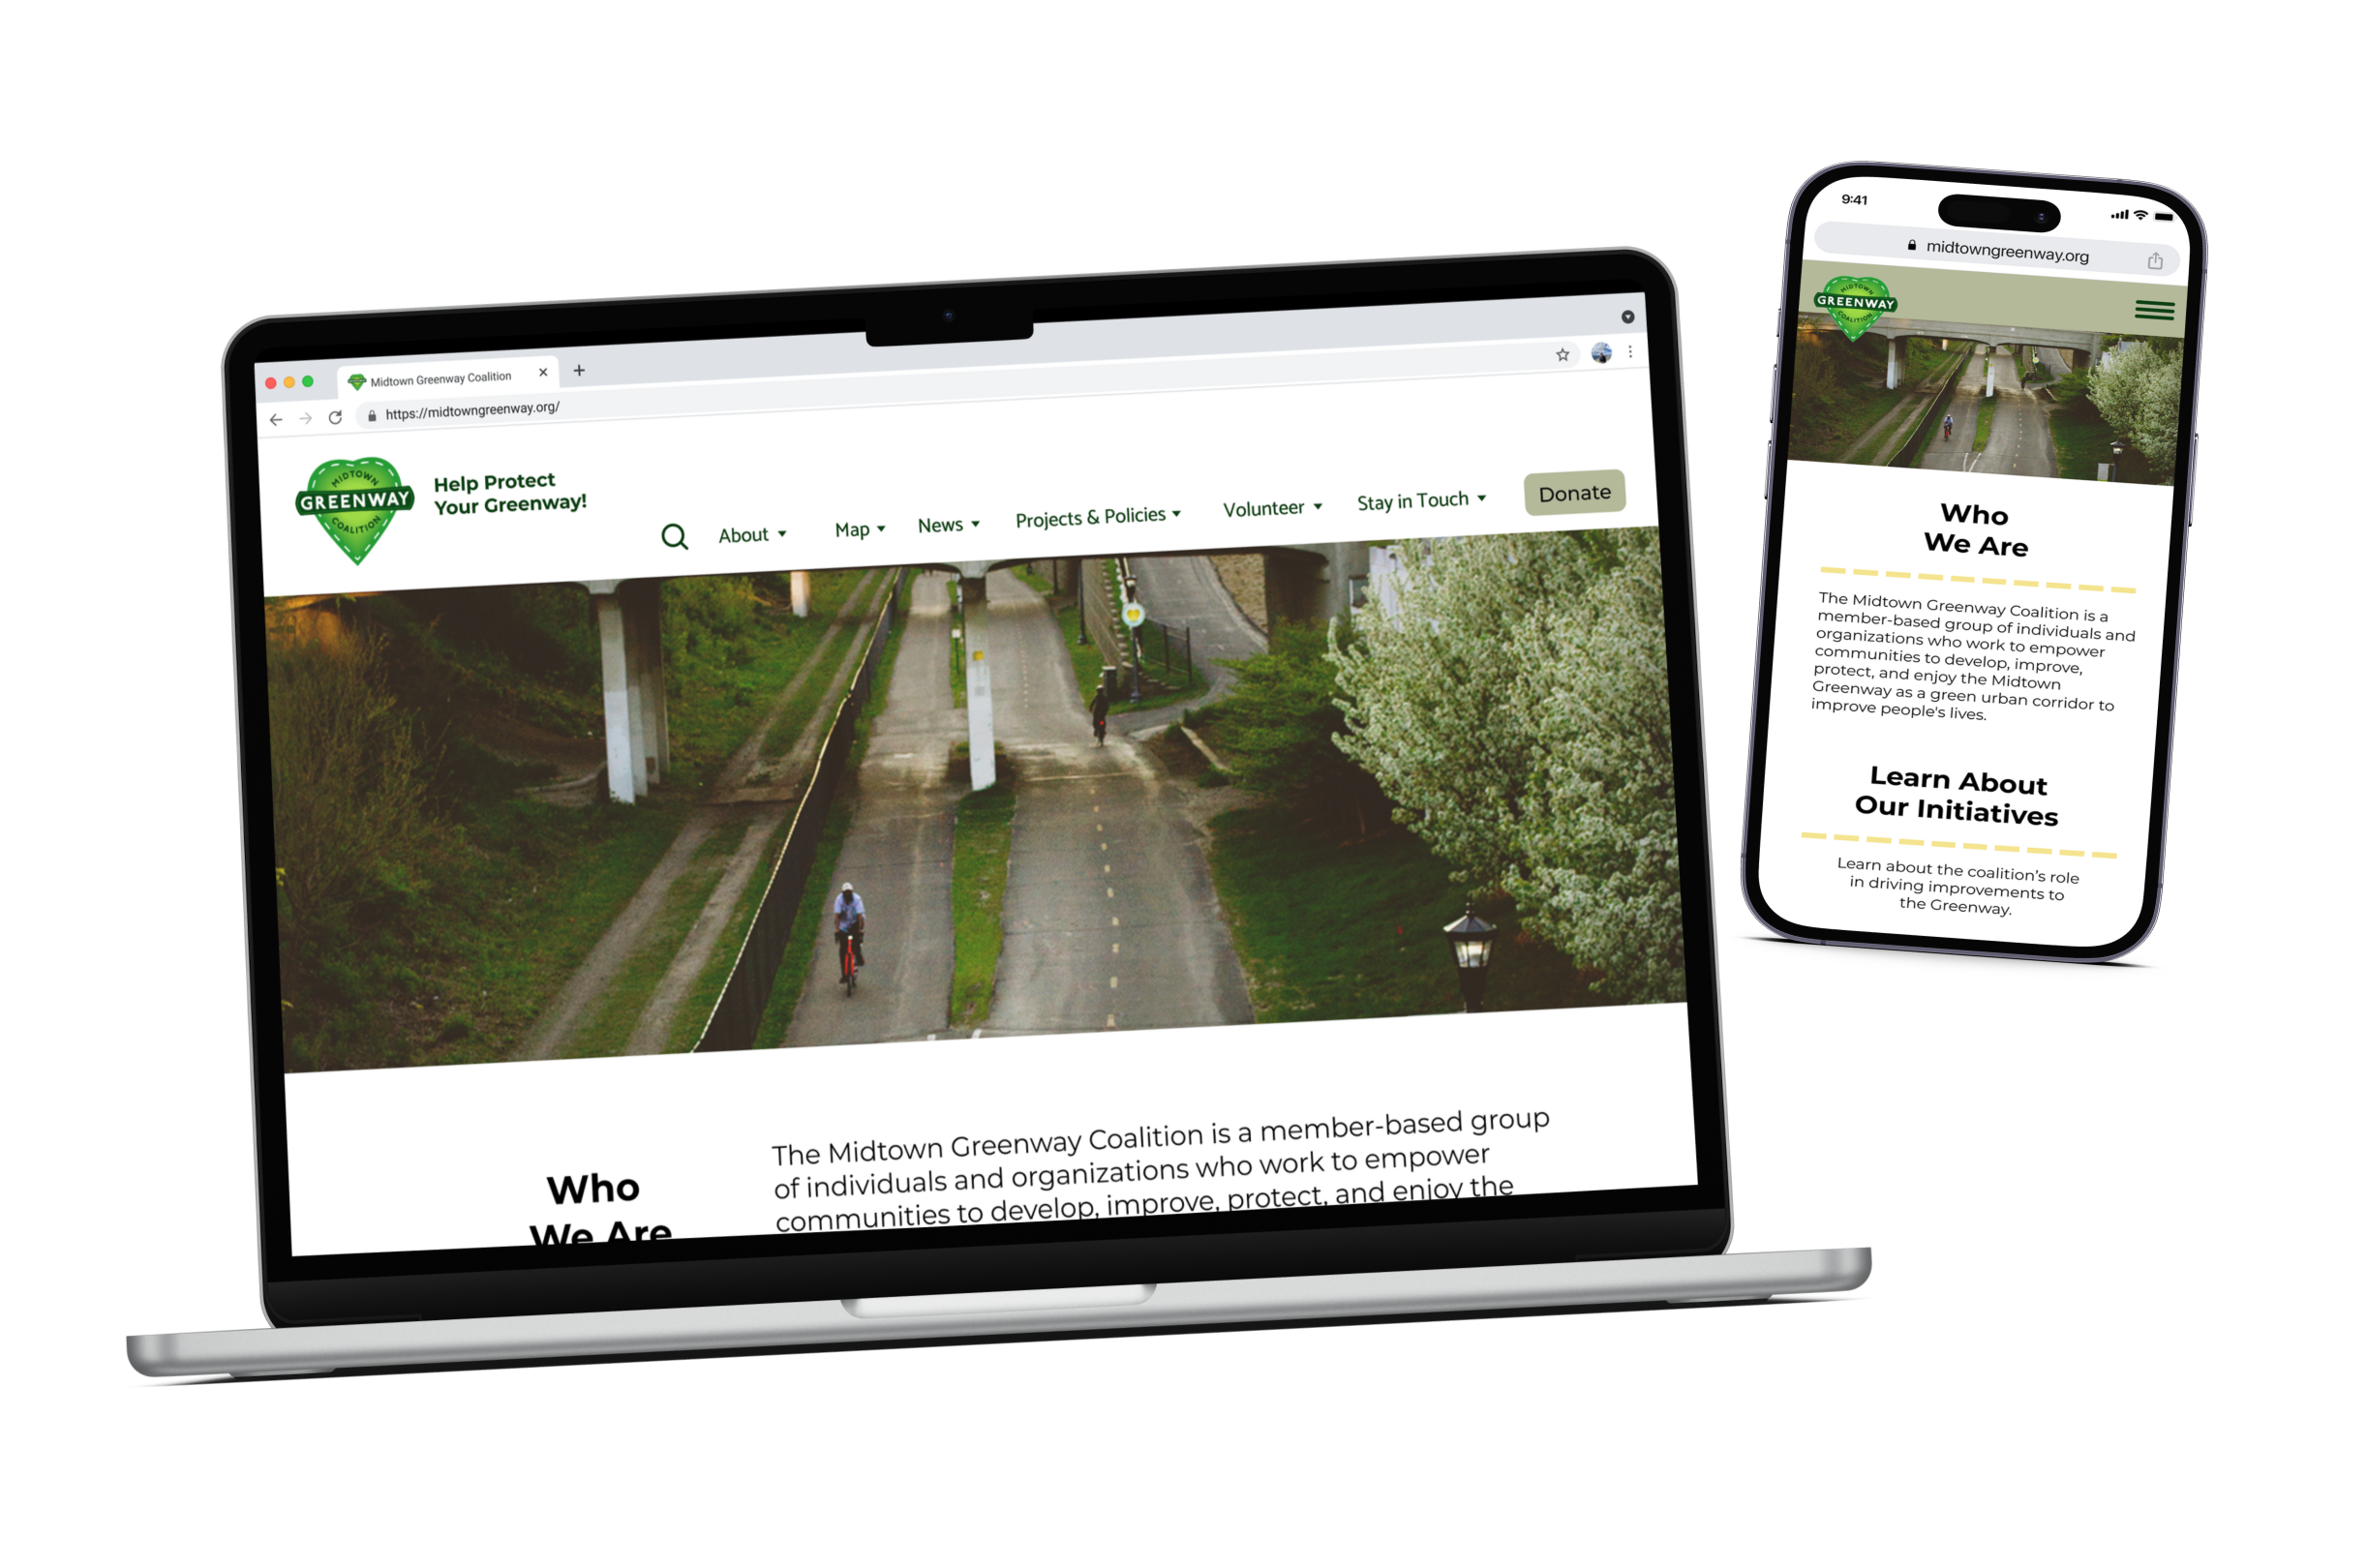 Midtown Greenway Coalition
https://midtowngreenway.org/
MIDTOWN
GREENWAY
COALITION
Help Protect
Your Greenway!
About
Map
News
Projects & Policies
Volunteer
Stay in Touch
Donate
Who
We Are
The Midtown Greenway Coalition is a member-based group
of individuals and organizations who work to empower
communities to develop, improve, protect, and enjoy the
9:41
midtowngreenway.org
MIDTOWN
GREENWAY
COALITION
Who
We Are
The Midtown Greenway Coalition is a
member-based group of individuals and
organizations who work to empower
communities to develop, improve,
protect, and enjoy the Midtown
Greenway as a green urban corridor to
improve people's lives.
Learn About
Our Initiatives
Learn about the coalition’s role
in driving improvements to
the Greenway.